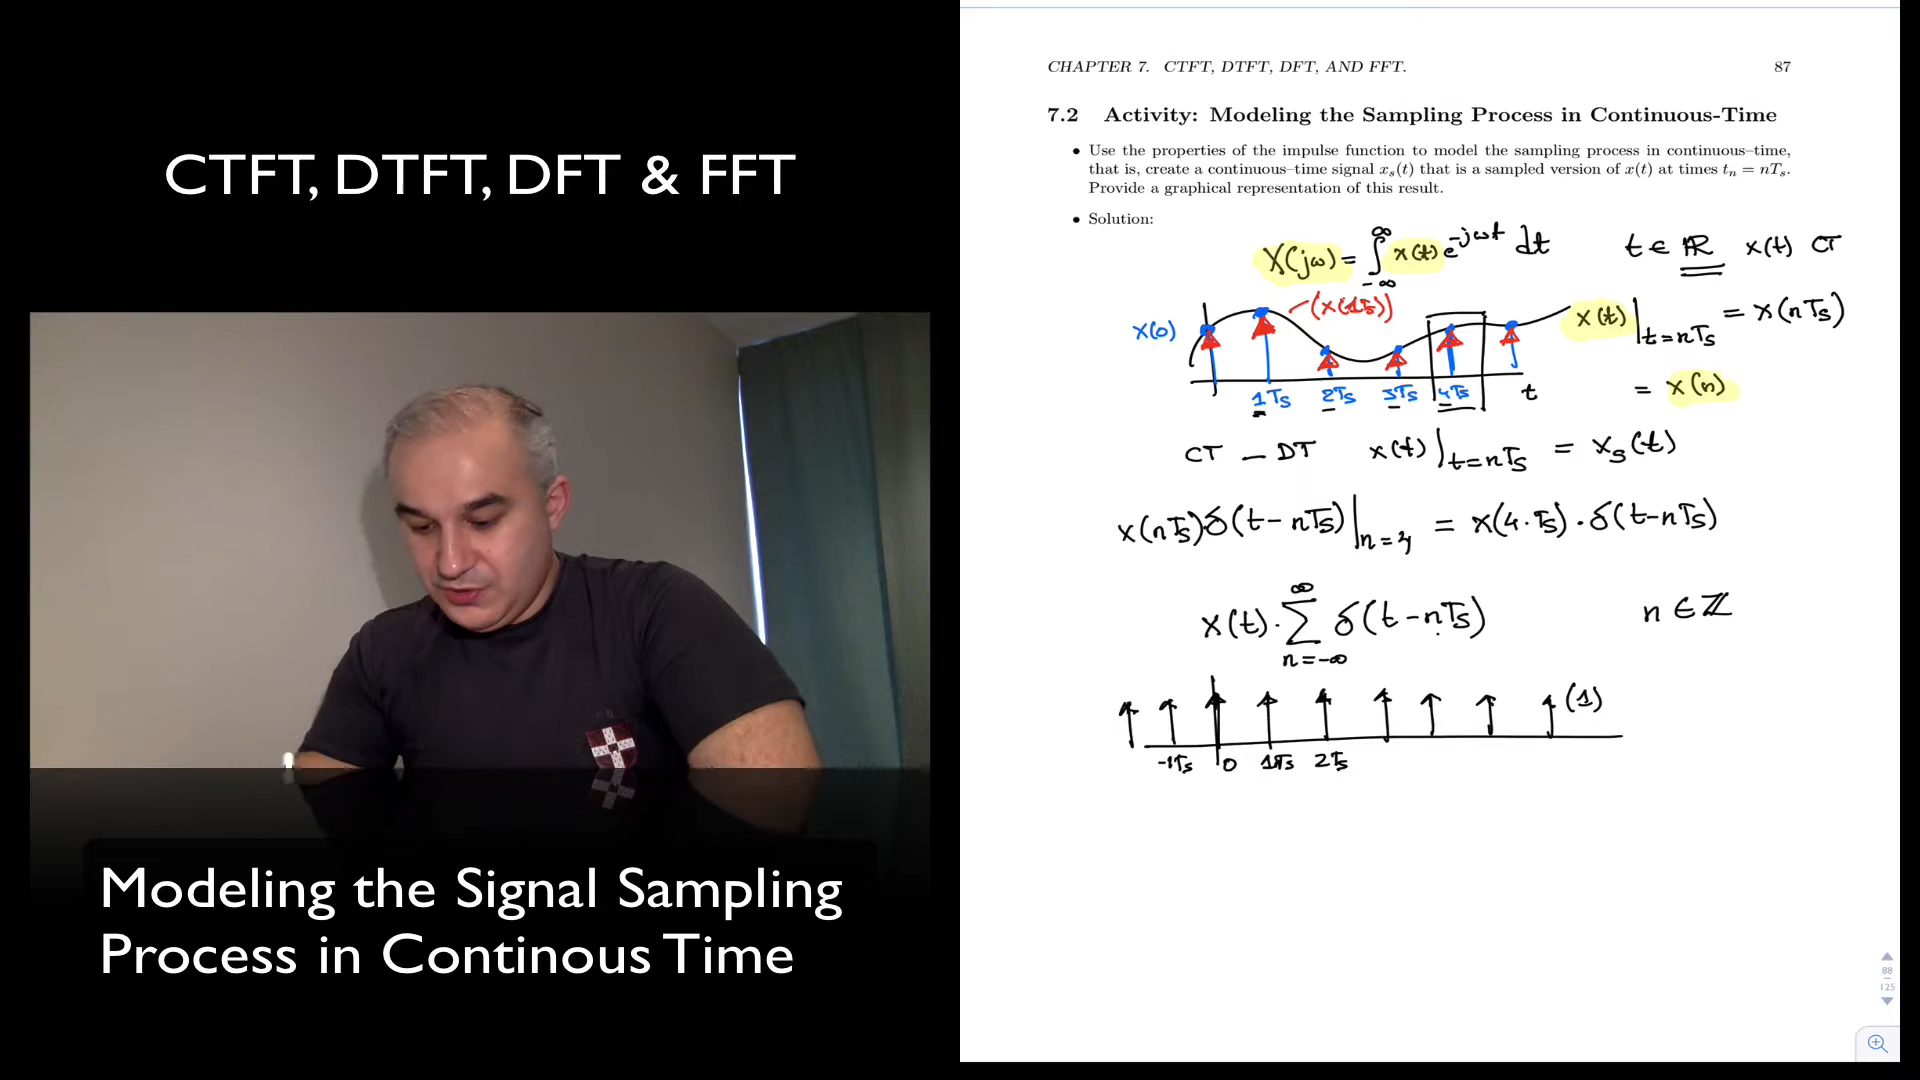 CTFT, DTFT, DFT & FFT
Modeling the Signal Sampling
Process in Continous Time
CHAPTER 7. CTFT, DTFT, DFT, AND FFT.
87
7.2 Activity: Modeling the Sampling Process in Continuous-Time
• Use the properties of the impulse function to model the sampling process in continuous–time,
that is, create a continuous–time signal xₛ(t) that is a sampled version of x(t) at times tₙ = nTₛ.
Provide a graphical representation of this result.
• Solution:
X(jω) = ∫_{-∞}^{∞} x(t) e^{-jωt} dt t ∈ ℝ x(t) CT
x(0) (x(1Ts)) x(t)|_{t=nTs} = x(nTs)
1Ts 2Ts 3Ts 4Ts t = x(n)
CT – DT x(t)|_{t=nTs} = xₛ(t)
x(nTs)δ(t-nTs)|_{n=4} = x(4·Ts)·δ(t-nTs)
x(t)·∑_{n=-∞}^{∞} δ(t-nTs) n ∈ ℤ
(1)
-1Ts 0 1Ts 2Ts
88
125